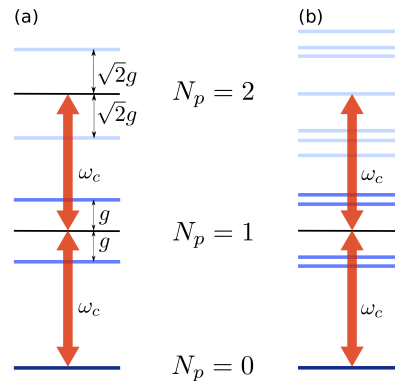 (a) (b)
√2g
N_p = 2
√2g
ω_c ω_c
g
N_p = 1
g
ω_c ω_c
N_p = 0